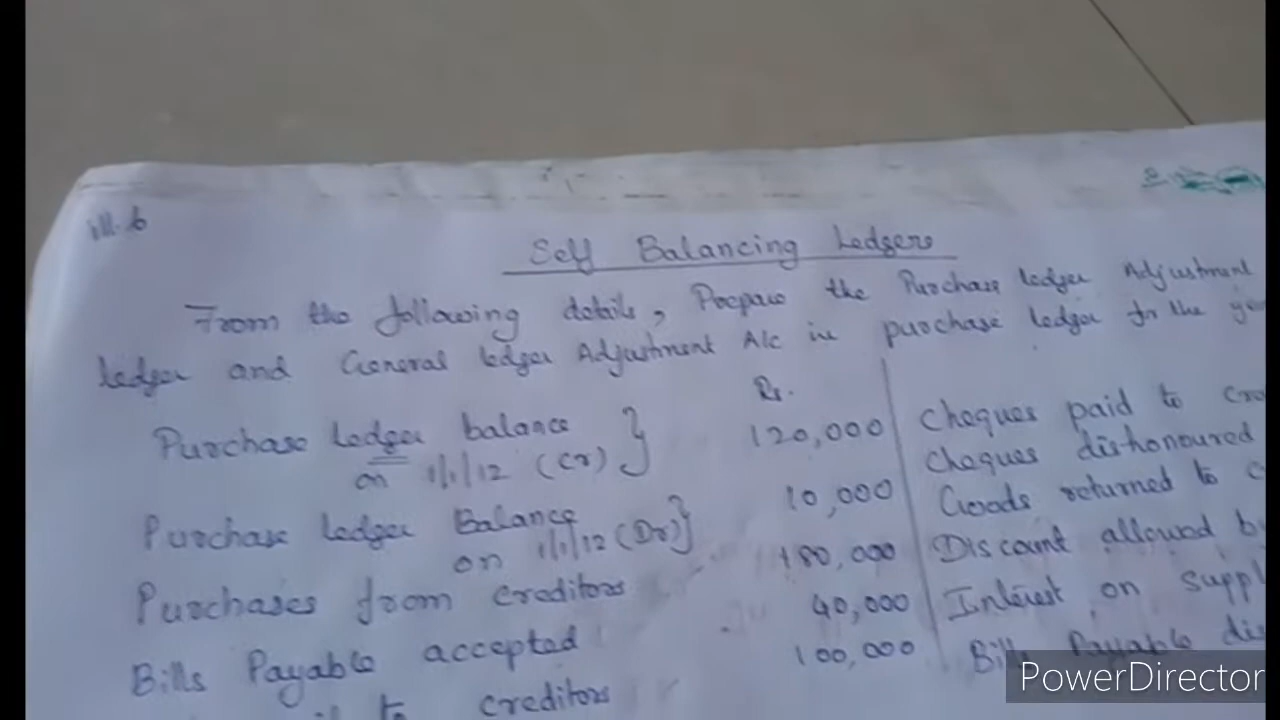 ill.6
Self Balancing Ledgers
From the following details, Prepare the Purchase ledger Adjustment
ledger and General ledger Adjustment A/c in purchase ledger for the
Rs.
Purchase ledger balance
on 1/1/12 (Cr)
120,000
Purchase ledger Balance
on 1/1/12 (Dr)
10,000
Purchases from creditors
180,000
Bills Payable accepted
40,000
100,000
to creditors
Cheques paid to
Cheques dishonoured
Goods returned to
Discount allowed
Interest on
Bills Payable
PowerDirector